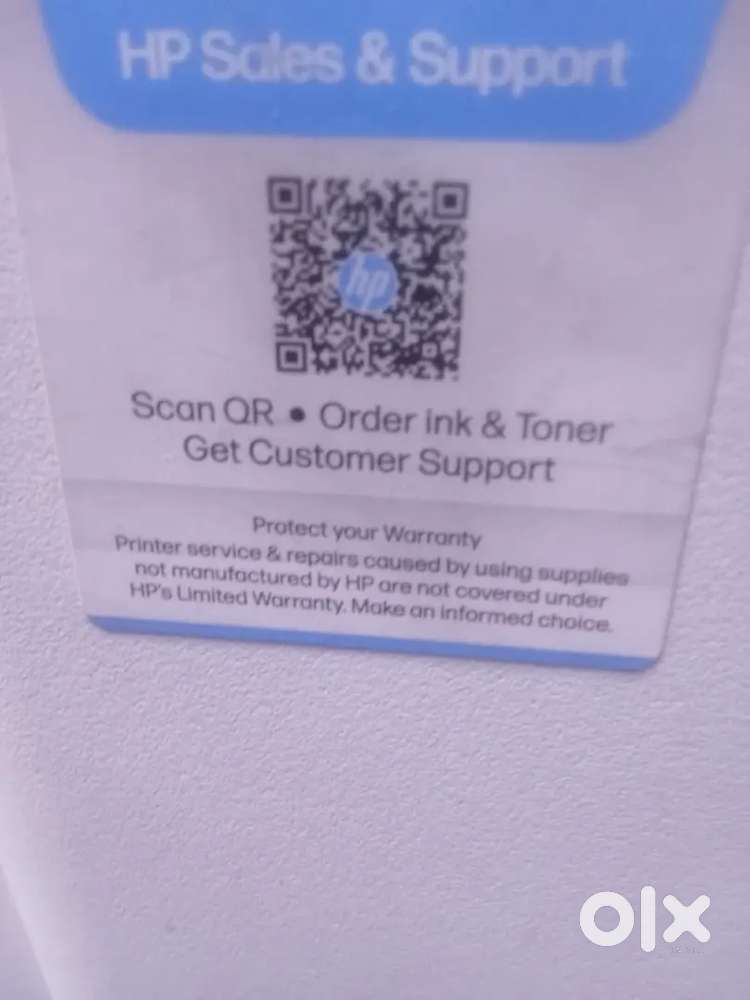 HP Sales & Support
hp
Scan QR • Order ink & Toner
Get Customer Support
Protect your Warranty
Printer service & repairs caused by using supplies
not manufactured by HP are not covered under
HP's Limited Warranty. Make an informed choice.
olx